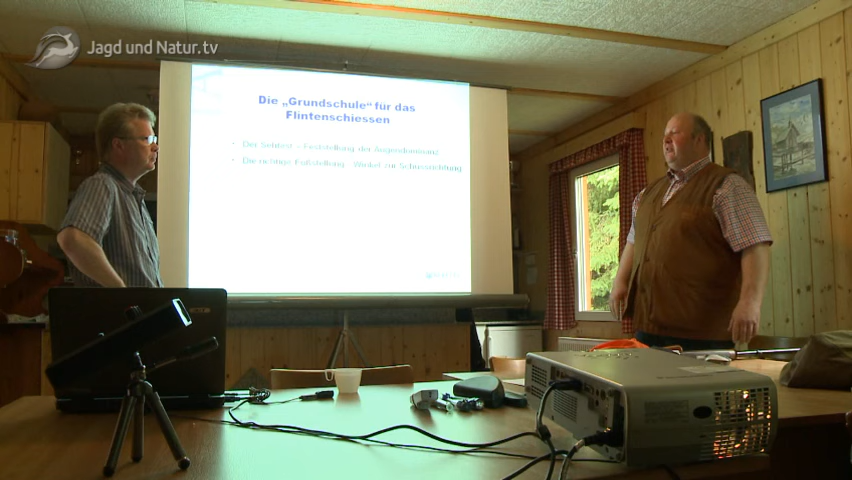 Jagd und Natur.tv
Die „Grundschule“ für das
Flintenschiessen
• Der Sehtest – Feststellung der Augendominanz
• Die richtige Fußstellung - Winkel zur Schussrichtung